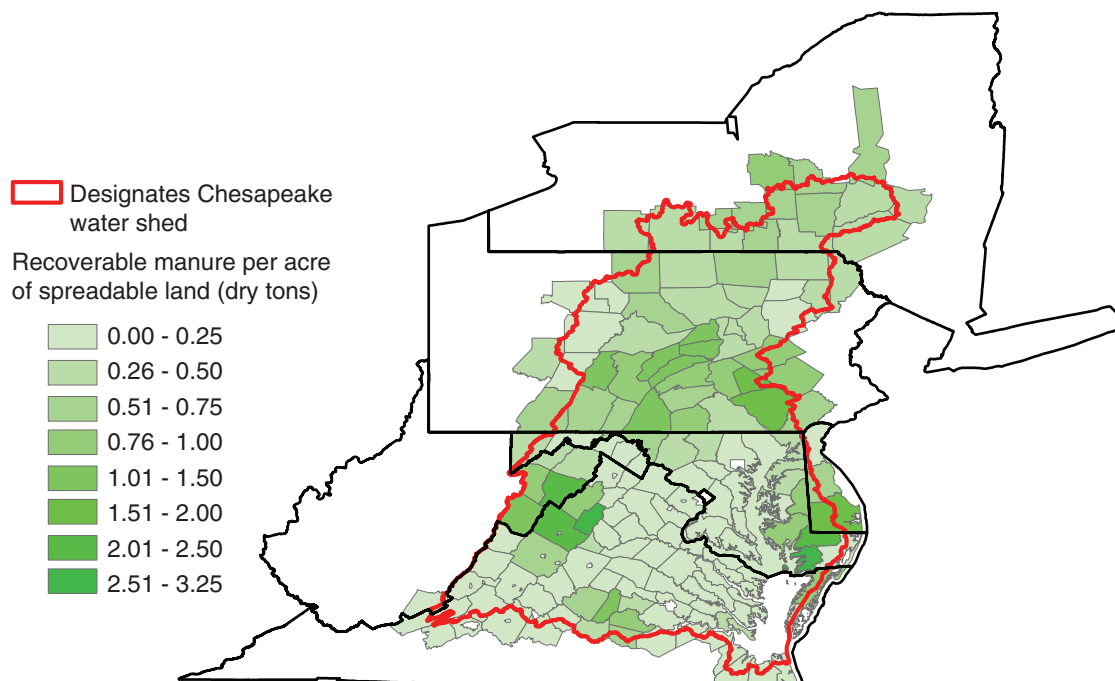 Designates Chesapeake
water shed
Recoverable manure per acre
of spreadable land (dry tons)
0.00 - 0.25
0.26 - 0.50
0.51 - 0.75
0.76 - 1.00
1.01 - 1.50
1.51 - 2.00
2.01 - 2.50
2.51 - 3.25